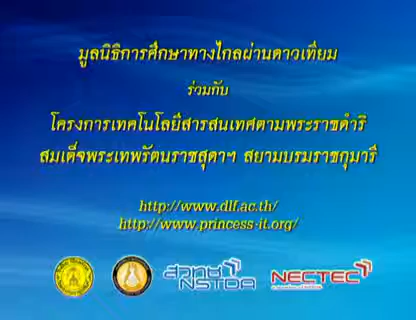 มูลนิธิการศึกษาทางไกลผ่านดาวเทียม
ร่วมกับ
โครงการเทคโนโลยีสารสนเทศตามพระราชดำริ
สมเด็จพระเทพรัตนราชสุดาฯ สยามบรมราชกุมารี
http://www.dlf.ac.th/
http://www.princess-it.org/
สวทช
NSTDA
NECTEC